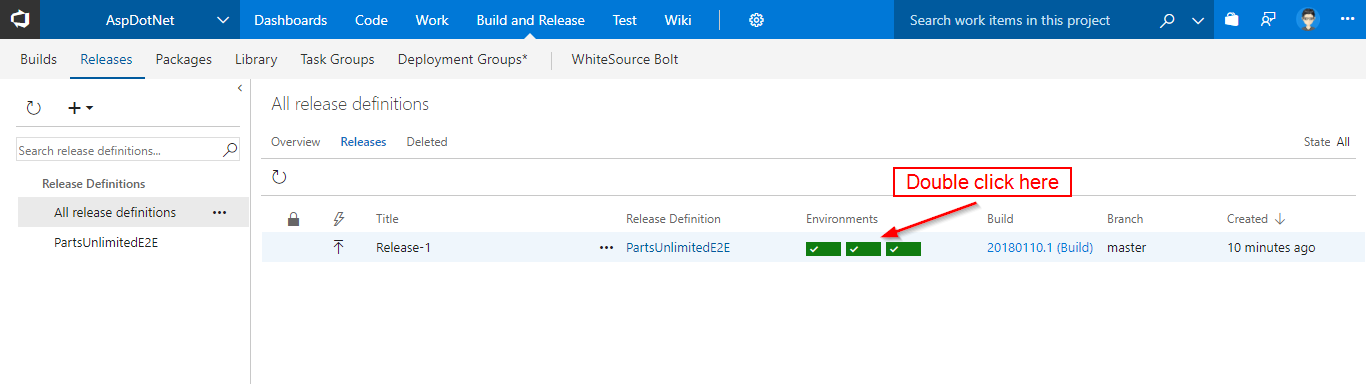 AspDotNet Dashboards Code Work Build and Release Test Wiki Search work items in this project
Builds Releases Packages Library Task Groups Deployment Groups* WhiteSource Bolt
Search release definitions...
Release Definitions
All release definitions
PartsUnlimitedE2E
All release definitions
Overview Releases Deleted State All
Double click here
Title Release Definition Environments Build Branch Created
Release-1 PartsUnlimitedE2E 20180110.1 (Build) master 10 minutes ago